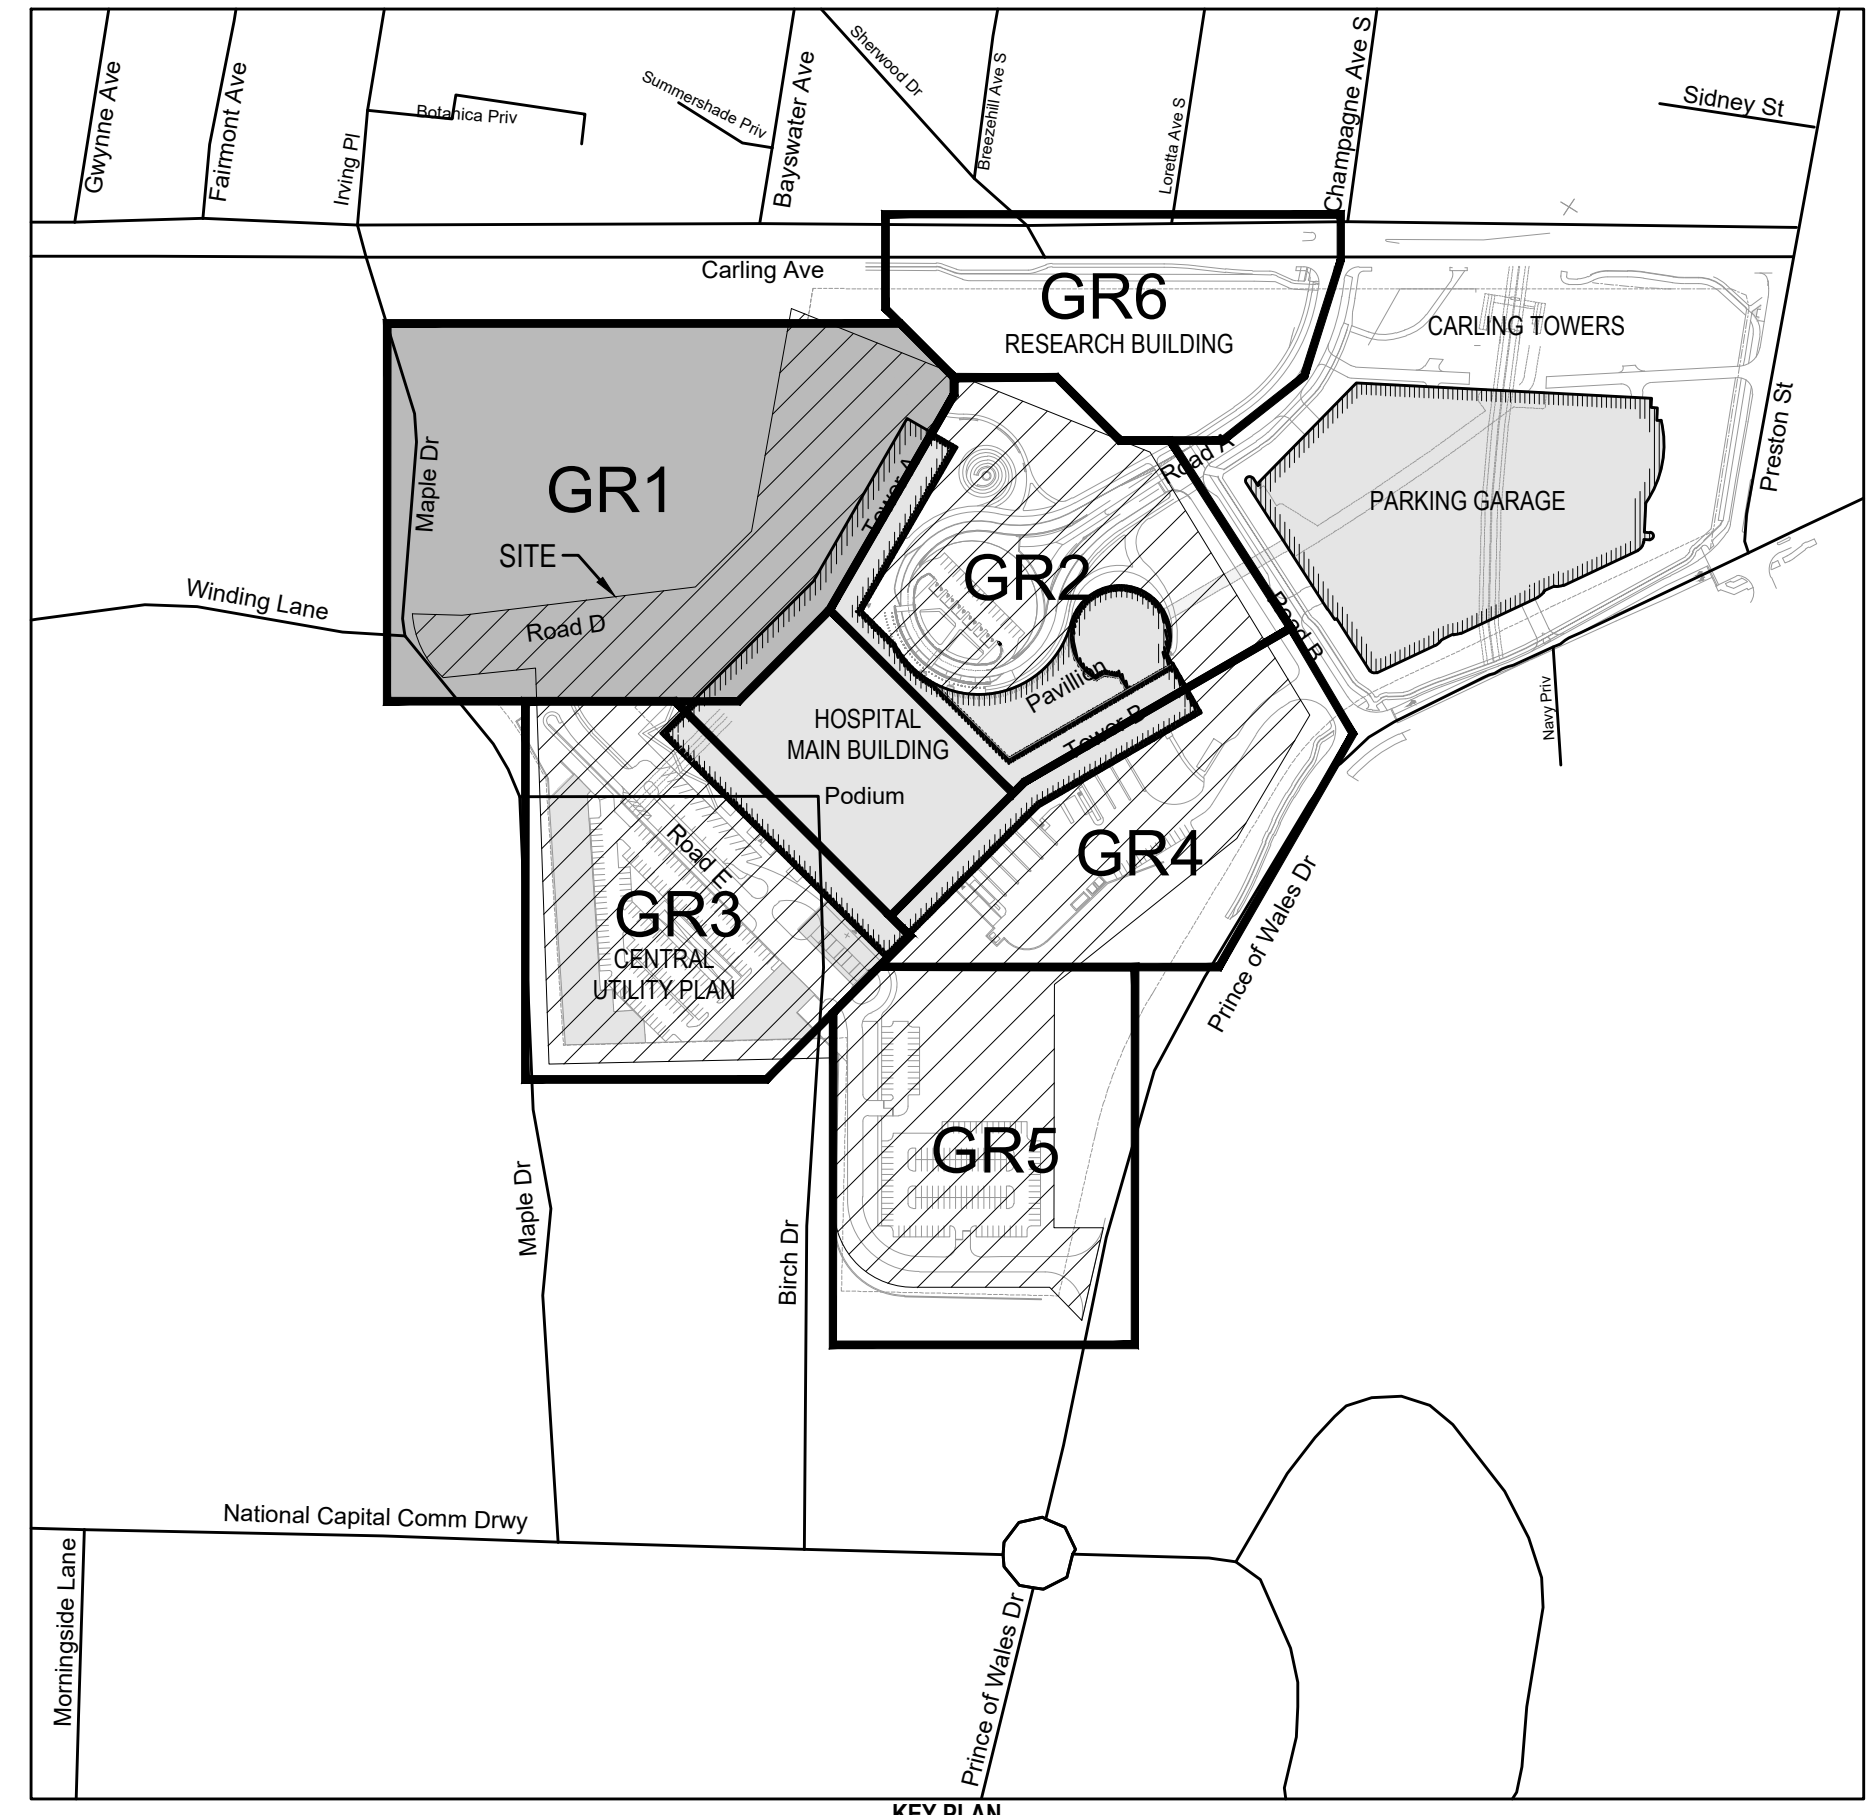 Gwynne Ave
Fairmont Ave
Irving Pl
Botanica Priv
Summershade Priv
Bayswater Ave
Sherwood Dr
Breezehill Ave S
Loretta Ave S
Champagne Ave S
Sidney St
Carling Ave
GR6
RESEARCH BUILDING
CARLING TOWERS
Preston St
Maple Dr
GR1
Tower A
Road A
PARKING GARAGE
SITE
GR2
Winding Lane
Road D
Road B
Pavillion
Navy Priv
HOSPITAL
MAIN BUILDING
Tower B
Podium
Road E
GR4
GR3
CENTRAL
UTILITY PLAN
Prince of Wales Dr
GR5
Maple Dr
Birch Dr
National Capital Comm Drwy
Morningside Lane
Prince of Wales Dr
KEY PLAN